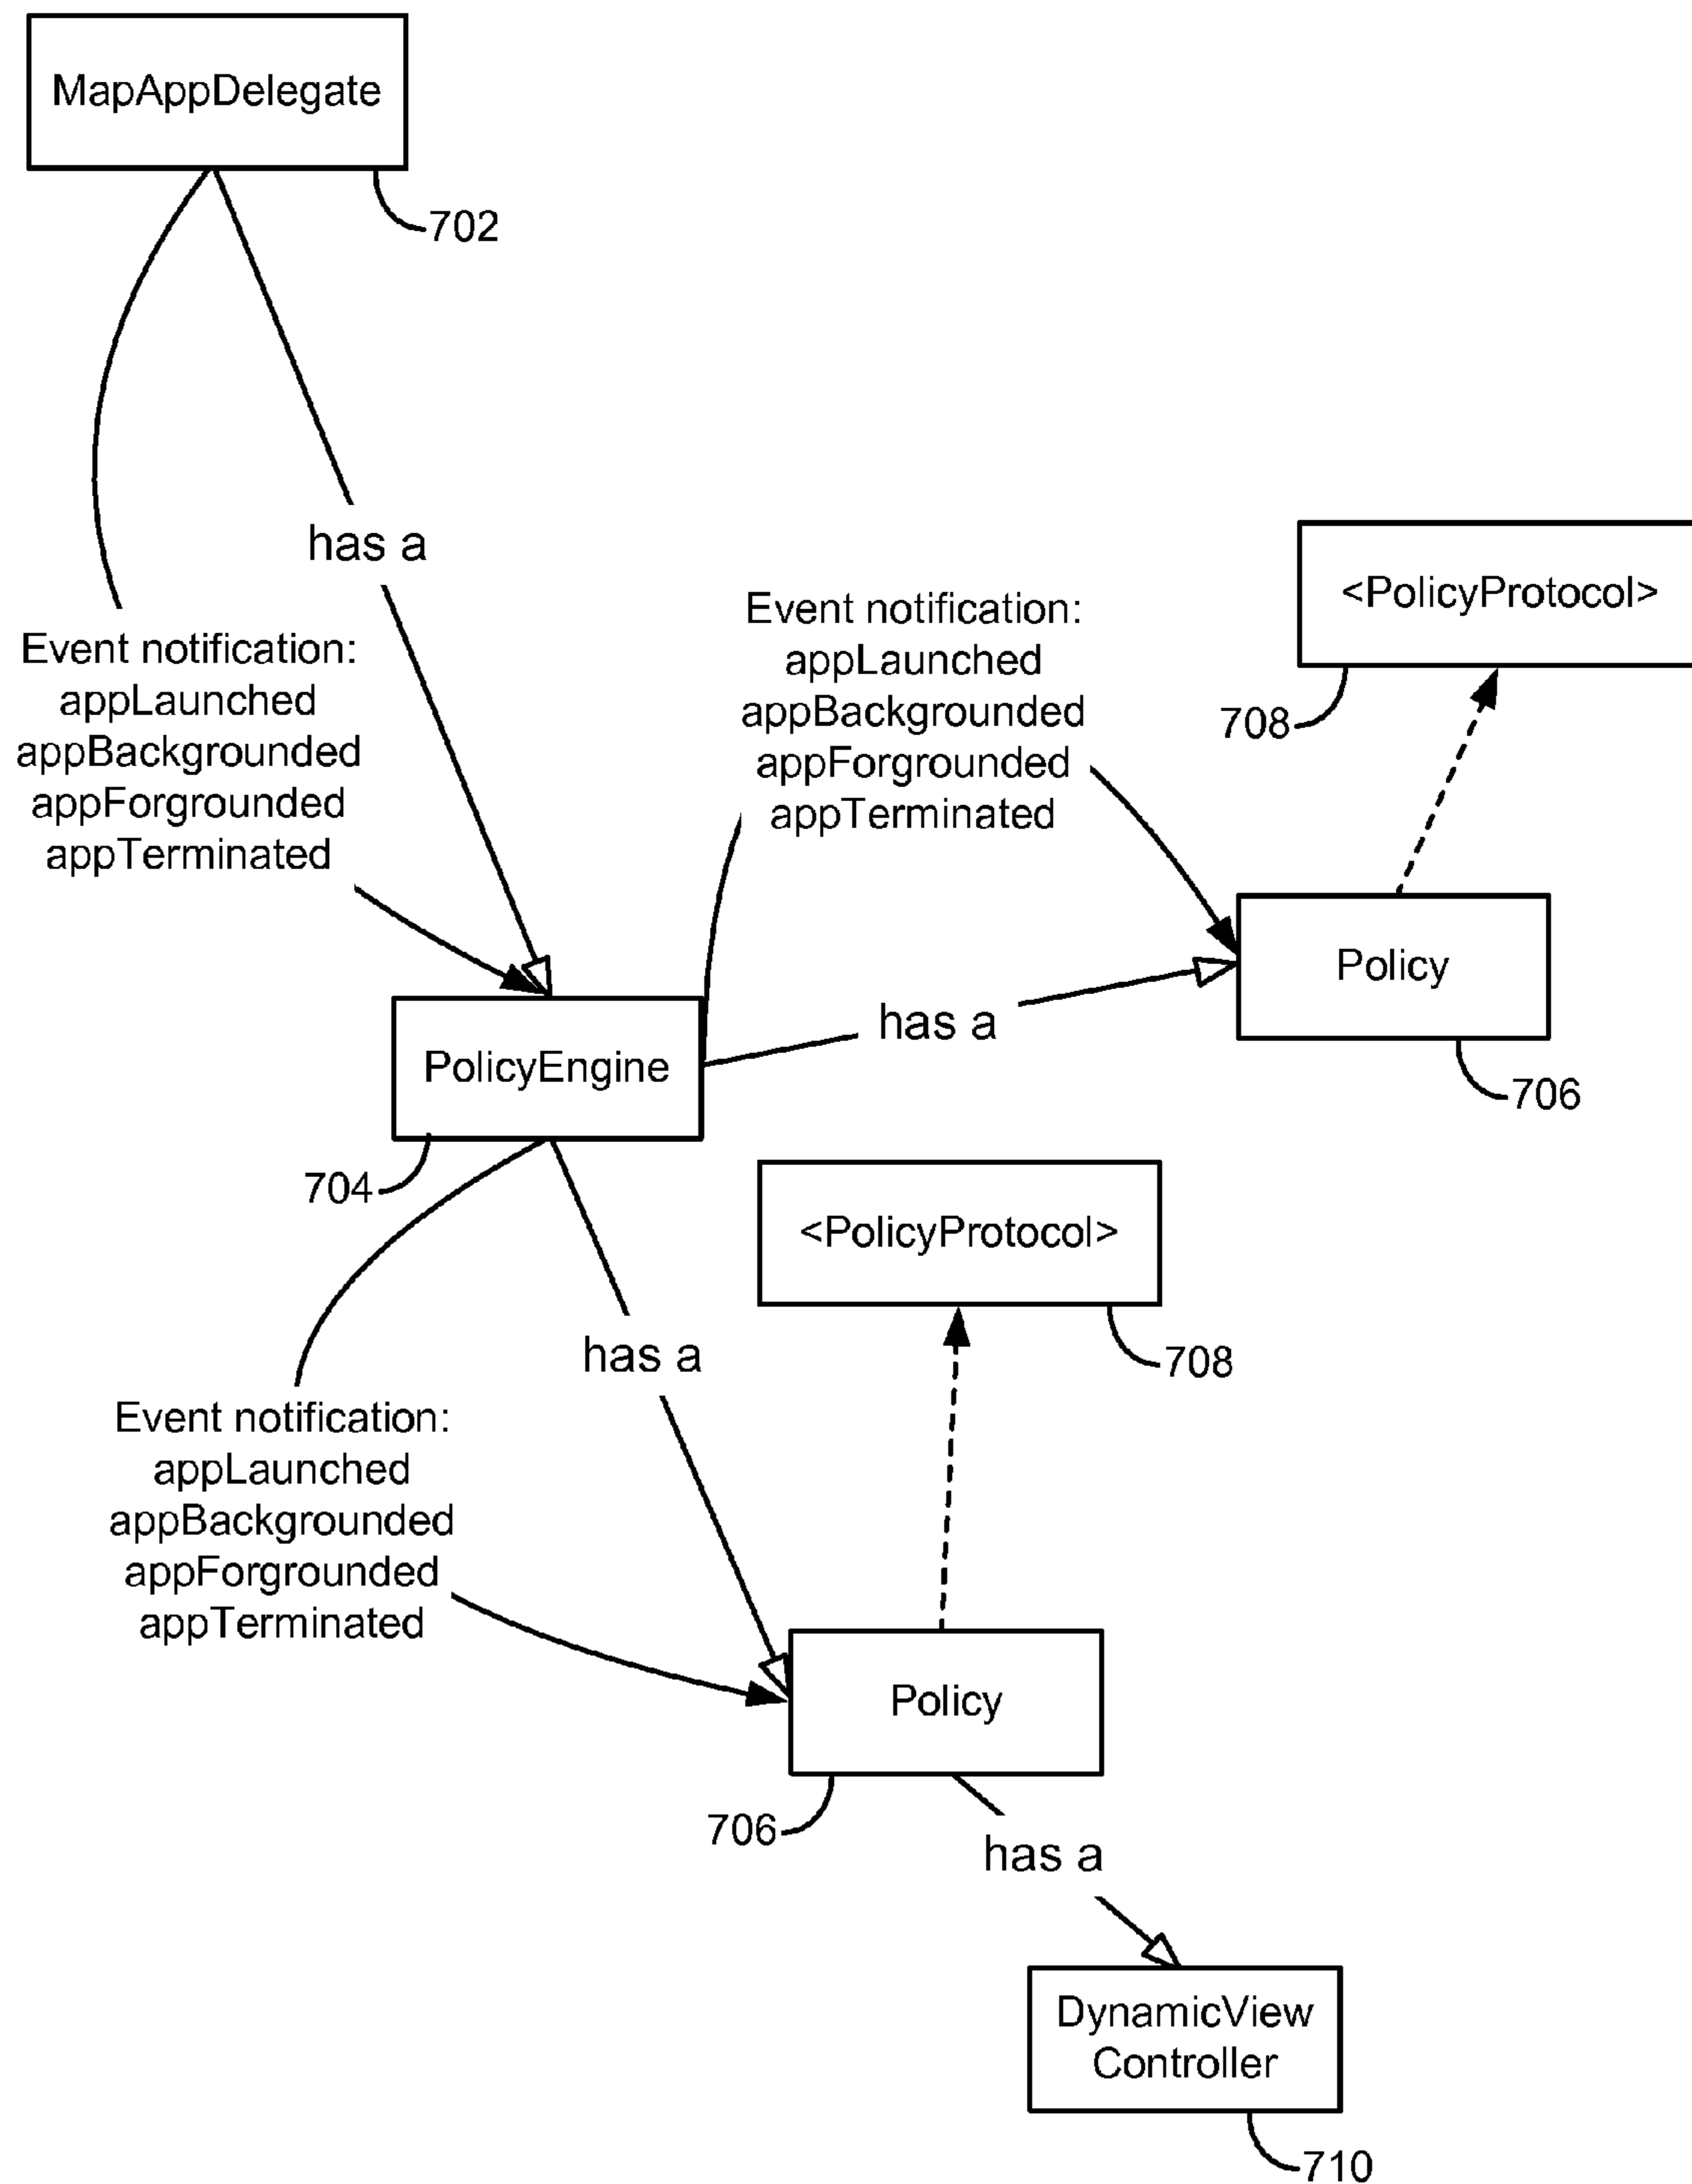 MapAppDelegate
702
has a
Event notification:
appLaunched
appBackgrounded
appForgrounded
appTerminated
Event notification:
appLaunched
appBackgrounded
appForgrounded
appTerminated
<PolicyProtocol>
708
Policy
706
has a
PolicyEngine
704
<PolicyProtocol>
708
has a
Event notification:
appLaunched
appBackgrounded
appForgrounded
appTerminated
Policy
706
has a
DynamicView
Controller
710